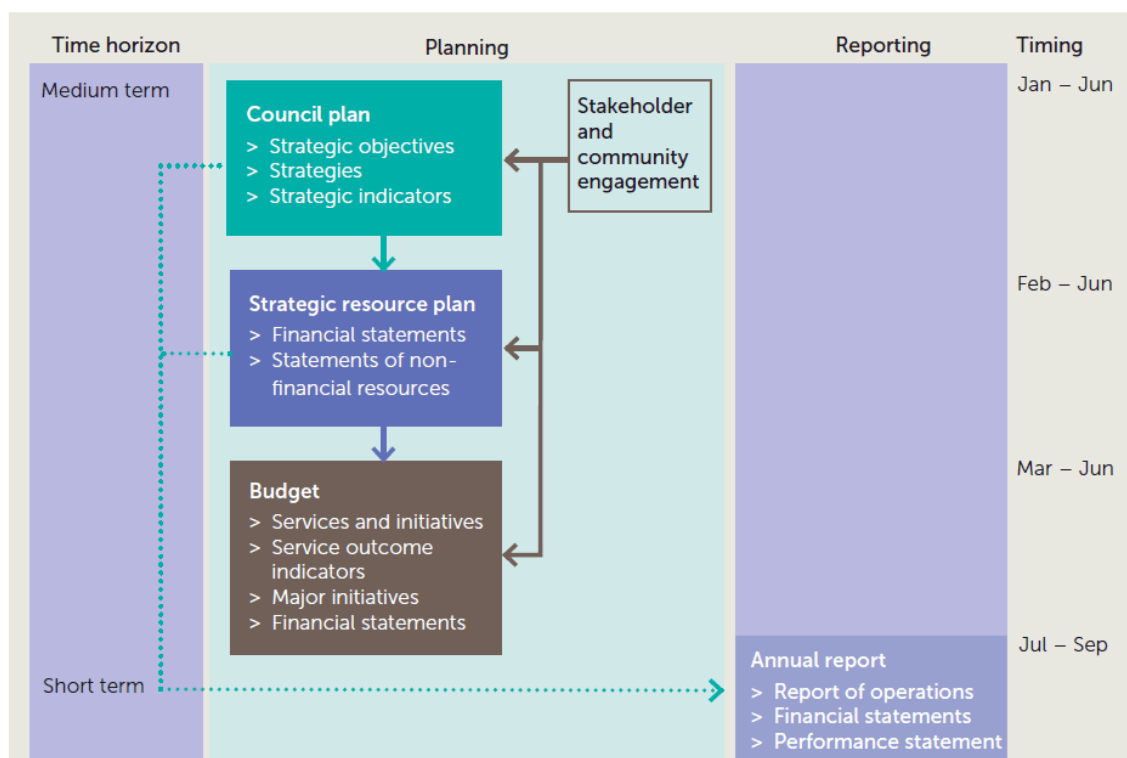 Time horizon
Planning
Reporting
Timing
Medium term
Council plan
> Strategic objectives
> Strategies
> Strategic indicators
Stakeholder
and
community
engagement
Jan – Jun
Strategic resource plan
> Financial statements
> Statements of non-
financial resources
Feb – Jun
Budget
> Services and initiatives
> Service outcome
indicators
> Major initiatives
> Financial statements
Mar – Jun
Short term
Annual report
> Report of operations
> Financial statements
> Performance statement
Jul – Sep